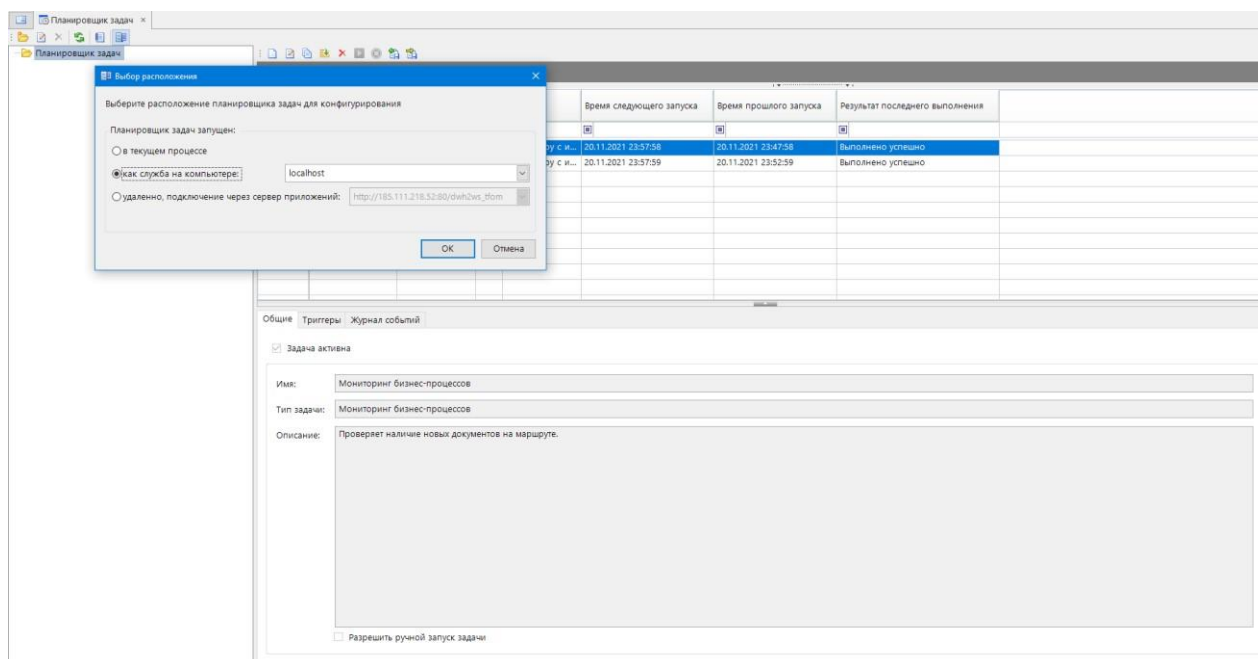 Планировщик задач
Планировщик задач
Выбор расположения
Выберите расположение планировщика задач для конфигурирования
Планировщик задач запущен:
в текущем процессе
как служба на компьютере: localhost
удаленно, подключение через сервер приложений: http://185.111.218.52:80/dwh2ws_tfom
OK Отмена
Время следующего запуска Время прошлого запуска Результат последнего выполнения
ру с и... 20.11.2021 23:57:58 20.11.2021 23:47:58 Выполнено успешно
ру с и... 20.11.2021 23:57:59 20.11.2021 23:52:59 Выполнено успешно
Общие Триггеры Журнал событий
Задача активна
Имя: Мониторинг бизнес-процессов
Тип задачи: Мониторинг бизнес-процессов
Описание: Проверяет наличие новых документов на маршруте.
Разрешить ручной запуск задачи